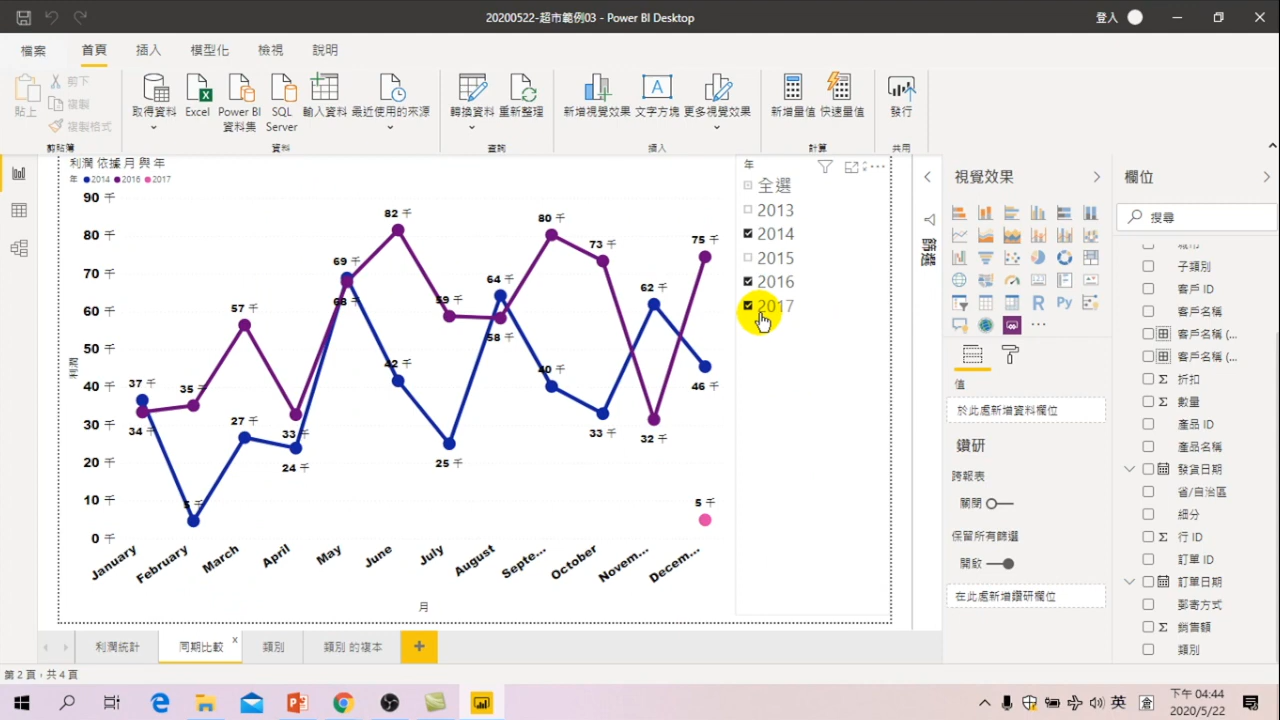 20200522-超市範例03 - Power BI Desktop
登入
檔案 首頁 插入 模型化 檢視 說明
貼上
剪下
複製
複製格式
剪貼簿
取得資料
Excel
Power BI 資料集
SQL Server
輸入資料
最近使用的來源
資料
轉換資料
重新整理
查詢
新增視覺效果
文字方塊
更多視覺效果
插入
新增量值
快速量值
計算
發行
共用
利潤 依據 月 與 年
年 2014 2016 2017
90 千
80 千
70 千
60 千
50 千
40 千
30 千
20 千
10 千
0 千
利潤
37 千
34 千
35 千
5 千
57 千
27 千
33 千
24 千
69 千
68 千
82 千
42 千
59 千
25 千
64 千
58 千
80 千
40 千
73 千
33 千
62 千
32 千
75 千
46 千
5 千
January
February
March
April
May
June
July
August
Septe...
October
Novem...
Decem...
月
年
全選
2013
2014
2015
2016
2017
篩選
視覺效果
R
Py
值
於此處新增資料欄位
鑽研
跨報表
關閉
保留所有篩選
開啟
在此處新增鑽研欄位
欄位
搜尋
子類別
客戶 ID
客戶名稱
客戶名稱 (...
客戶名稱 (...
折扣
數量
產品 ID
產品名稱
發貨日期
省/自治區
細分
行 ID
訂單 ID
訂單日期
郵寄方式
銷售額
類別
利潤統計
同期比較
類別
類別 的複本
第 2 頁，共 4 頁
英
下午 04:44
2020/5/22